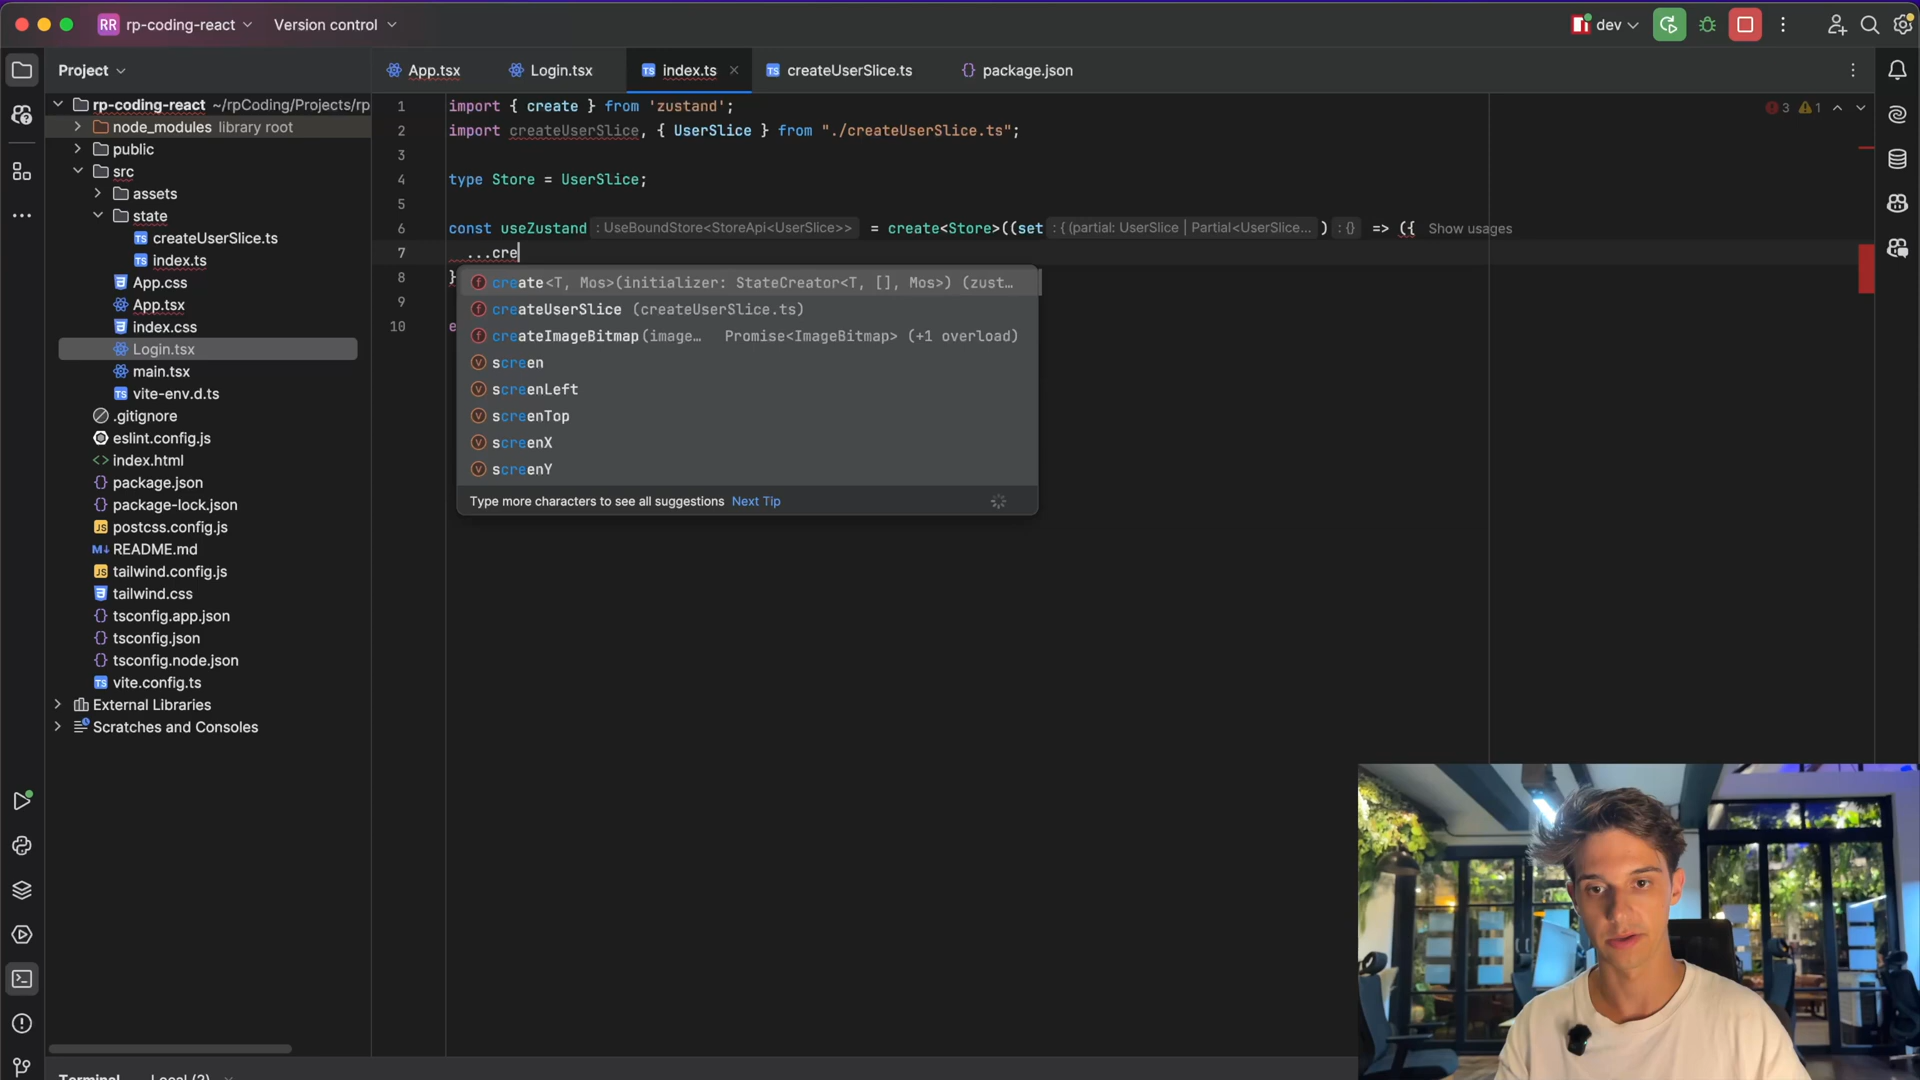 RR rp-coding-react Version control dev
Project
App.tsx Login.tsx index.ts createUserSlice.ts package.json
rp-coding-react ~/rpCoding/Projects/rp
node_modules library root
public
src
assets
state
createUserSlice.ts
index.ts
App.css
App.tsx
index.css
Login.tsx
main.tsx
vite-env.d.ts
.gitignore
eslint.config.js
index.html
package.json
package-lock.json
postcss.config.js
README.md
tailwind.config.js
tailwind.css
tsconfig.app.json
tsconfig.json
tsconfig.node.json
vite.config.ts
External Libraries
Scratches and Consoles
3 1
1 import { create } from 'zustand';
2 import createUserSlice, { UserSlice } from "./createUserSlice.ts";
3
4 type Store = UserSlice;
5
6 const useZustand : UseBoundStore<StoreApi<UserSlice>> = create<Store>((set : {(partial: UserSlice | Partial<UserSlice... ) : {} => ({ Show usages
7 ...cre
8 }
9
10 e
create<T, Mos>(initializer: StateCreator<T, [], Mos>) (zust...
createUserSlice (createUserSlice.ts)
createImageBitmap(image... Promise<ImageBitmap> (+1 overload)
screen
screenLeft
screenTop
screenX
screenY
Type more characters to see all suggestions Next Tip
Terminal Local (2)